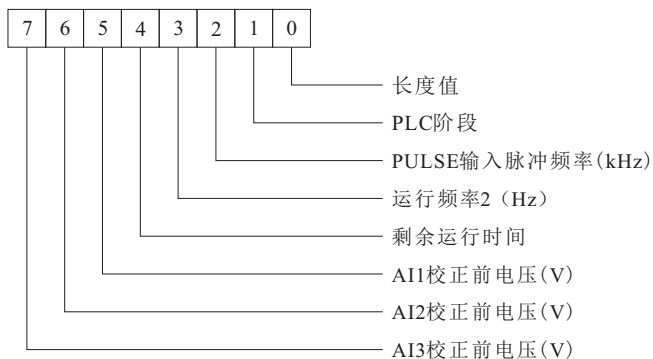 7 6 5 4 3 2 1 0
长度值
PLC阶段
PULSE输入脉冲频率(kHz)
运行频率2（Hz）
剩余运行时间
AI1校正前电压(V)
AI2校正前电压(V)
AI3校正前电压(V)